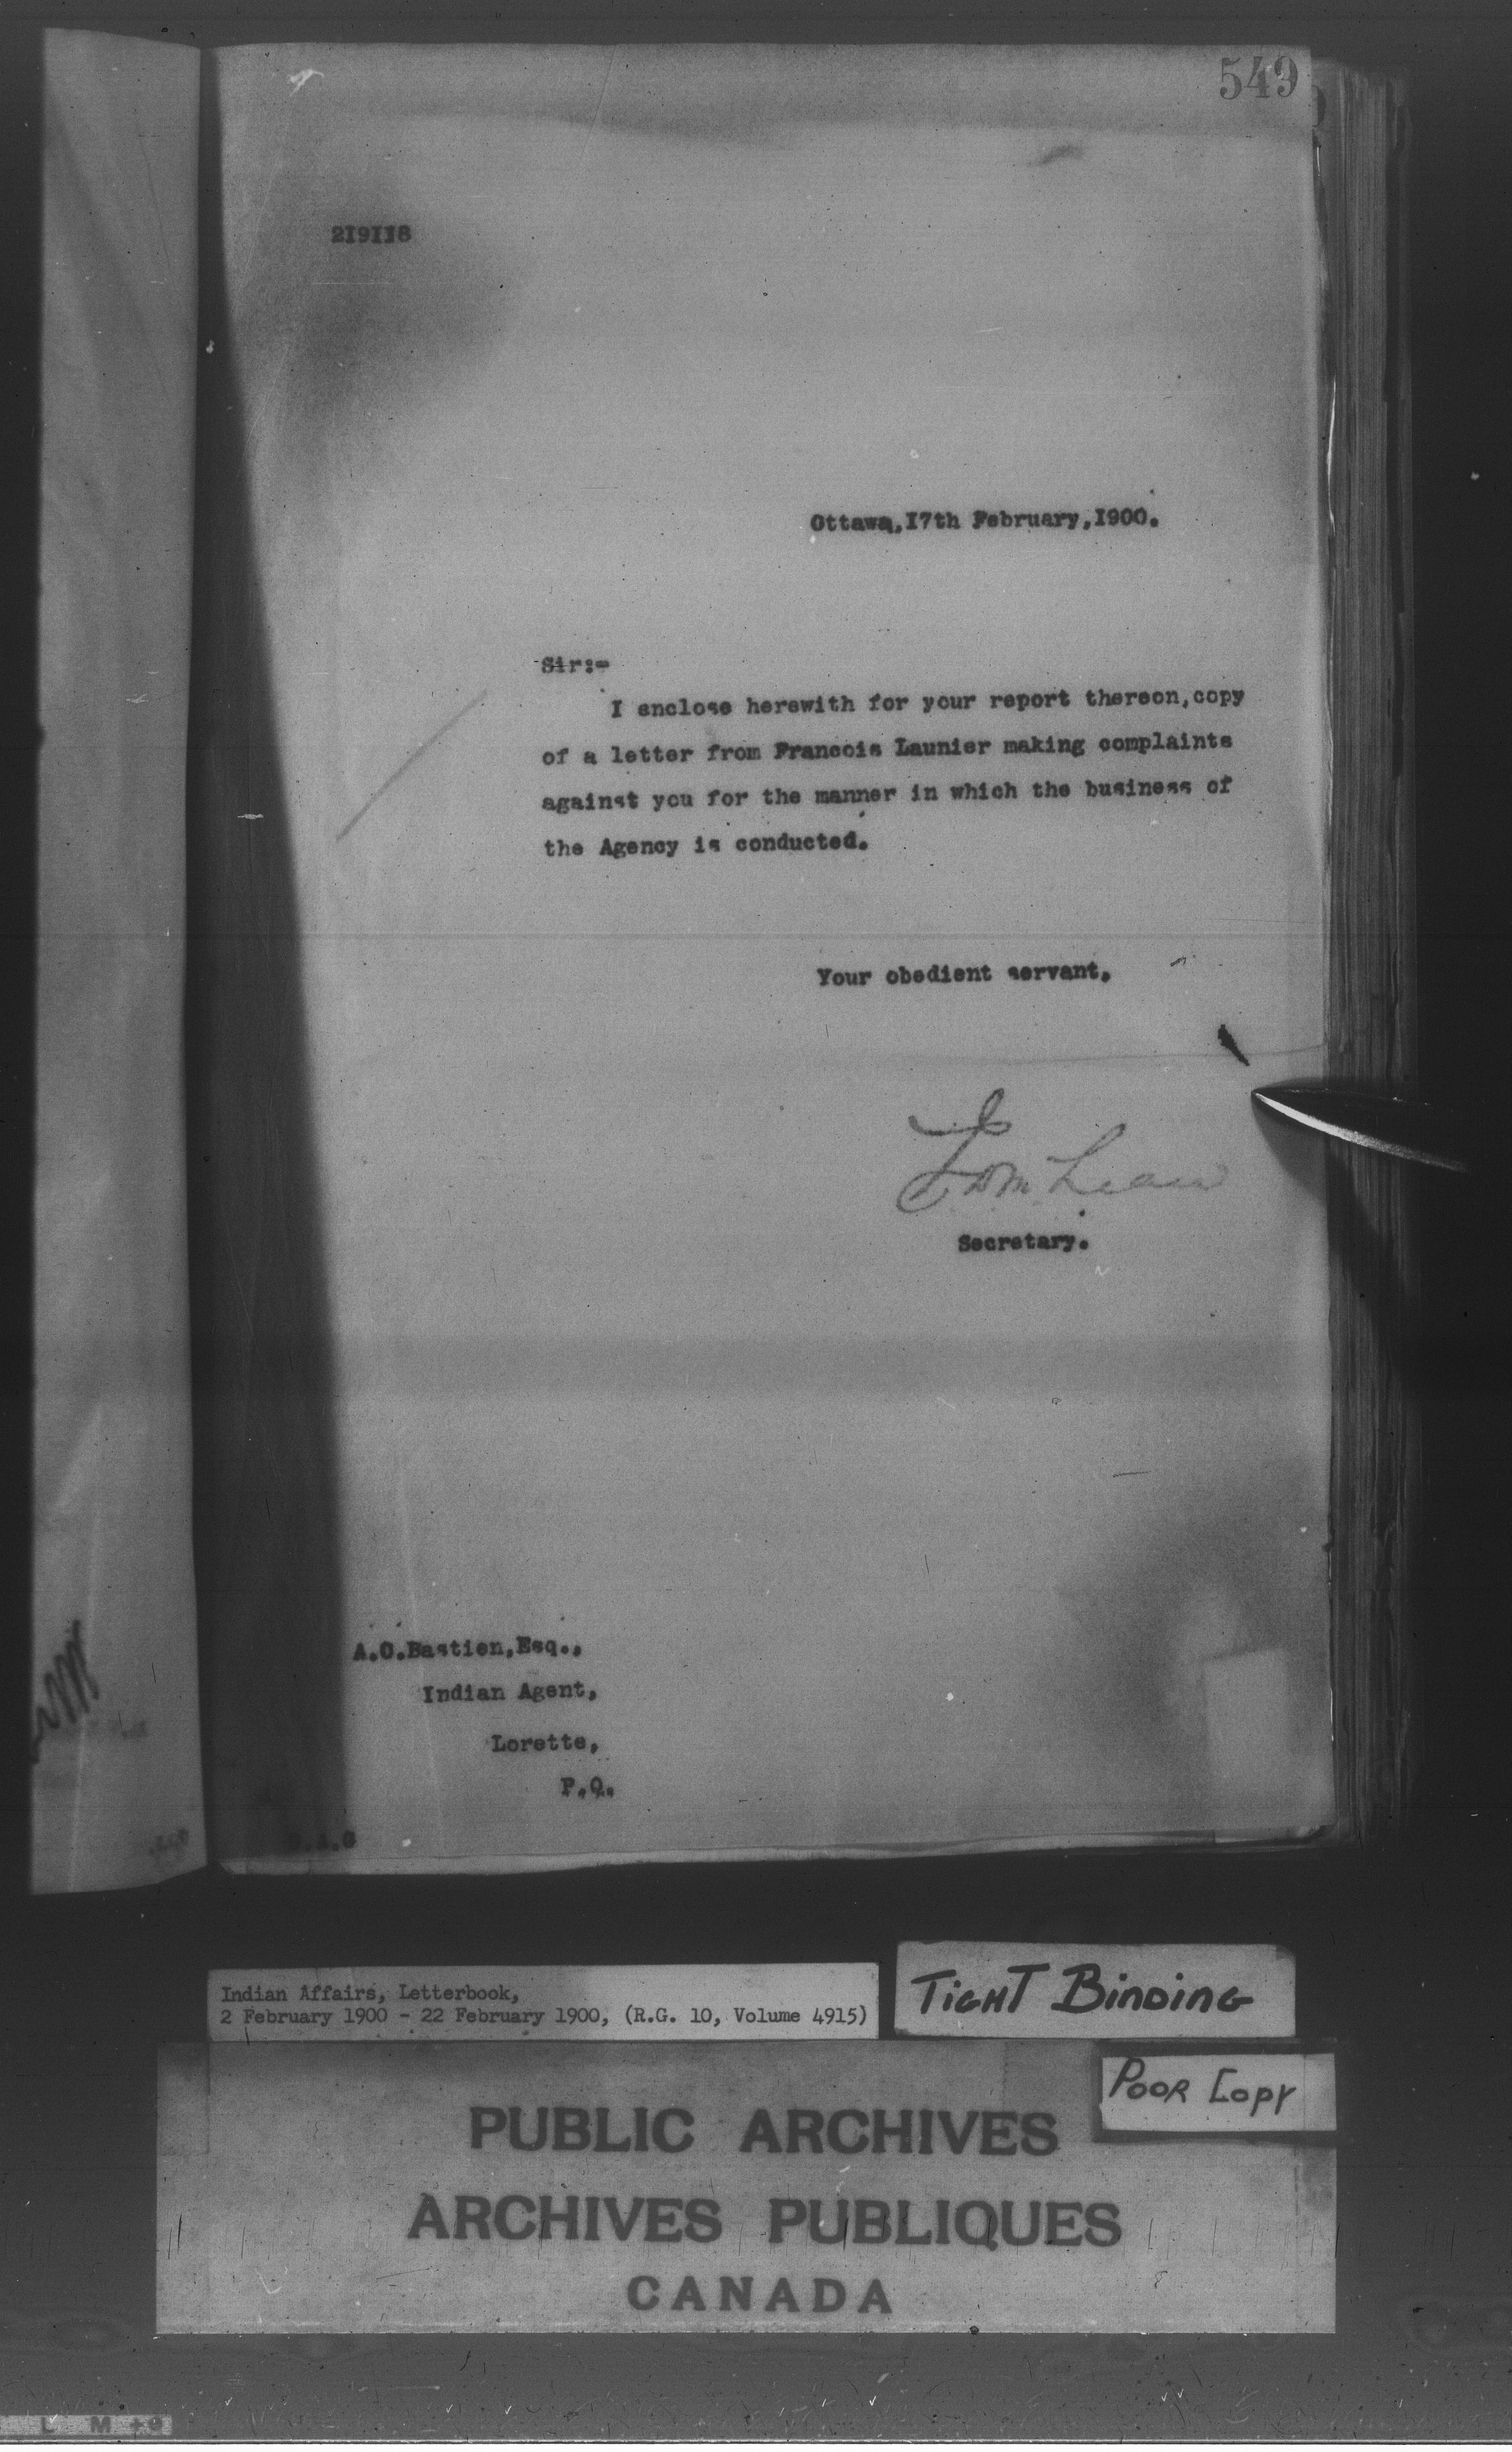 549
219118
Ottawa,17th February,1900.
Sir:-
I enclose herewith for your report thereon,copy
of a letter from Francois Launier making complaints
against you for the manner in which the business of
the Agency is conducted.
Your obedient servant,
Secretary.
A.O.Bastien,Esq.,
Indian Agent,
Lorette,
P.Q.
Indian Affairs, Letterbook,
2 February 1900 - 22 February 1900, (R.G. 10, Volume 4915)
TIGHT BINDING
POOR COPY
PUBLIC ARCHIVES
ARCHIVES PUBLIQUES
CANADA